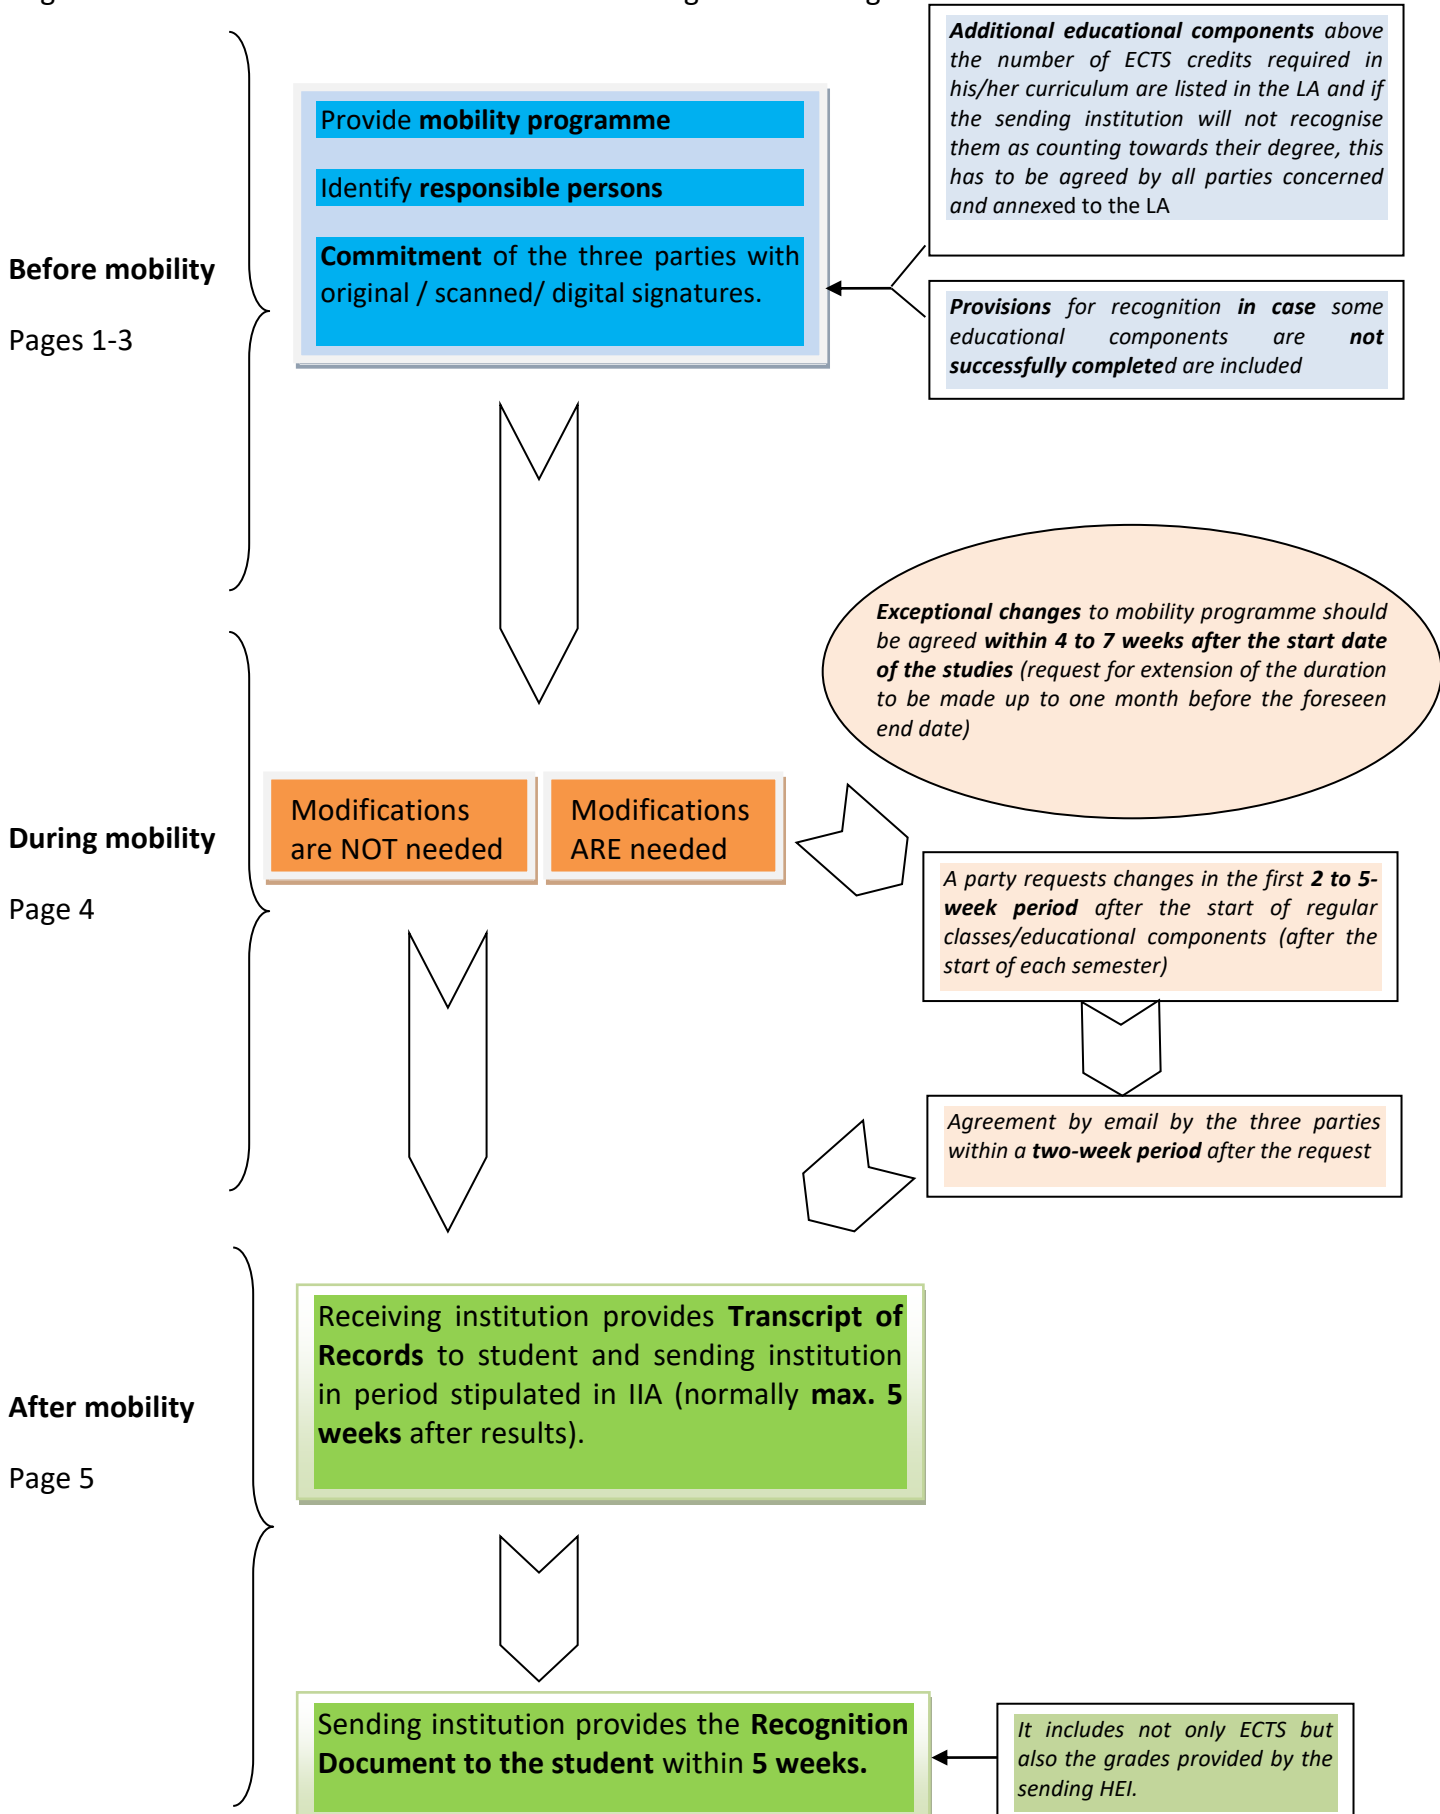 Additional educational components above
the number of ECTS credits required in
his/her curriculum are listed in the LA and if
the sending institution will not recognise
them as counting towards their degree, this
has to be agreed by all parties concerned
and annexed to the LA
Provide mobility programme
Identify responsible persons
Commitment of the three parties with
original / scanned/ digital signatures.
Before mobility
Pages 1-3
Provisions for recognition in case some
educational components are not
successfully completed are included
Exceptional changes to mobility programme should
be agreed within 4 to 7 weeks after the start date
of the studies (request for extension of the duration
to be made up to one month before the foreseen
end date)
During mobility
Page 4
Modifications
are NOT needed
Modifications
ARE needed
A party requests changes in the first 2 to 5-
week period after the start of regular
classes/educational components (after the
start of each semester)
Agreement by email by the three parties
within a two-week period after the request
After mobility
Page 5
Receiving institution provides Transcript of
Records to student and sending institution
in period stipulated in IIA (normally max. 5
weeks after results).
Sending institution provides the Recognition
Document to the student within 5 weeks.
It includes not only ECTS but
also the grades provided by the
sending HEI.